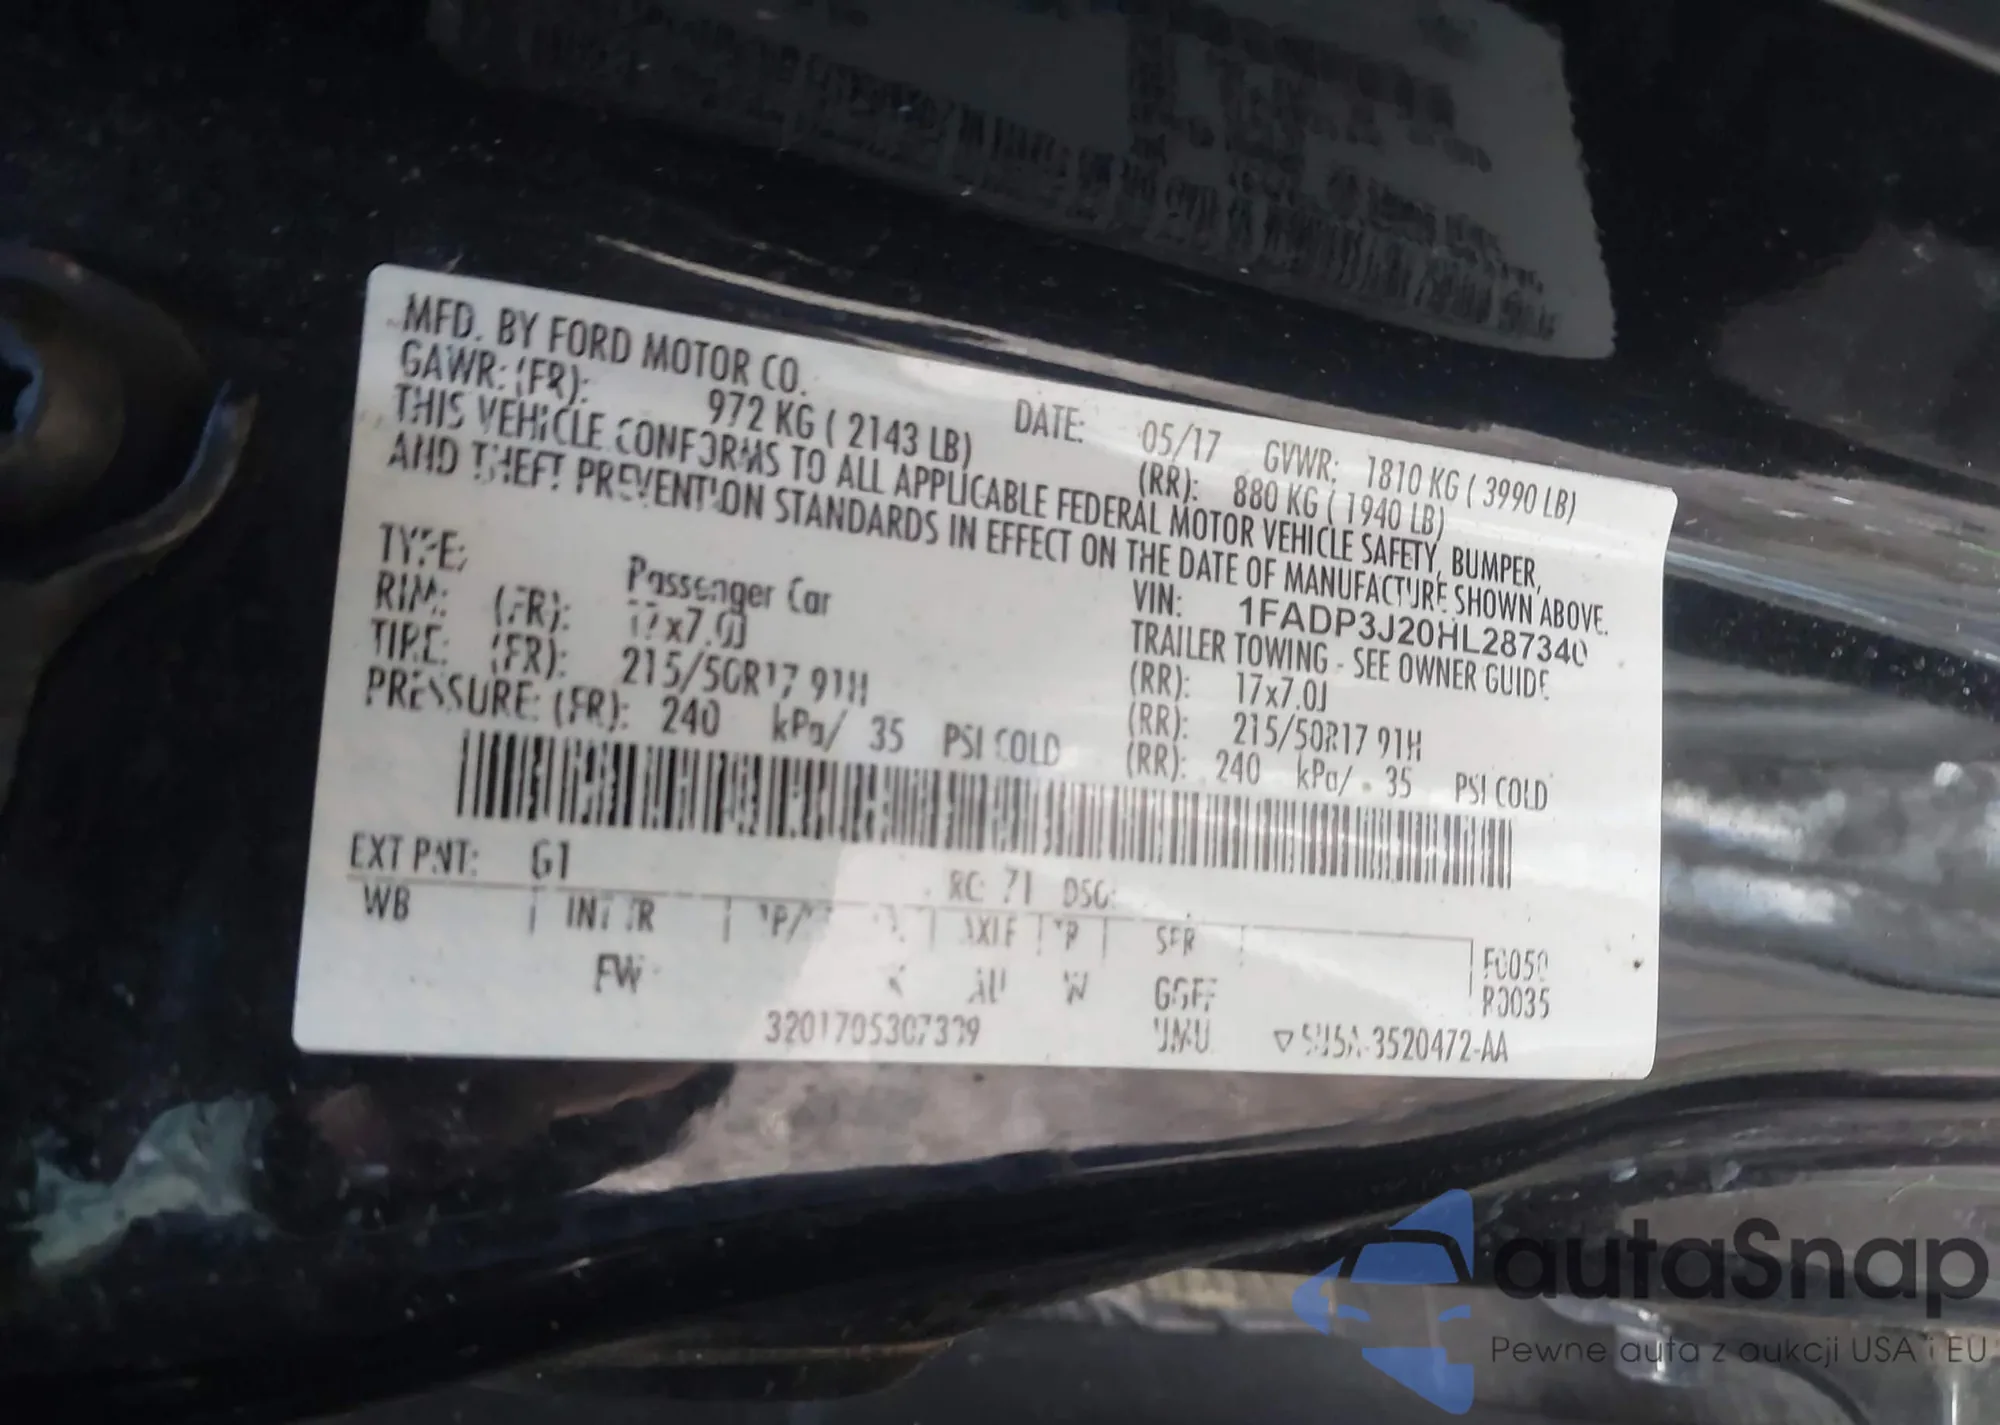 MFD. BY FORD MOTOR CO. DATE: 05/17 GVWR: 1810 KG ( 3990 LB)
GAWR: (FR): 972 KG ( 2143 LB) (RR): 880 KG ( 1940 LB)
THIS VEHICLE CONFORMS TO ALL APPLICABLE FEDERAL MOTOR VEHICLE SAFETY, BUMPER,
AND THEFT PREVENTION STANDARDS IN EFFECT ON THE DATE OF MANUFACTURE SHOWN ABOVE.
VIN: 1FADP3J20HL287340
TYPE: Passenger Car TRAILER TOWING - SEE OWNER GUIDE
RIM: (FR): 17x7.0J (RR): 17x7.0J
TIRE: (FR): 215/50R17 91H (RR): 215/50R17 91H
PRESSURE: (FR): 240 kPa/ 35 PSI COLD (RR): 240 kPa/ 35 PSI COLD
EXT PNT: G1 RC: 71 DSO:
WB INT TR TP/ AXLE TR SPR
F0050
FW W
R0035
3201705307339 3520472-AA
autaSnap
Pewne auta z aukcji USA i EU